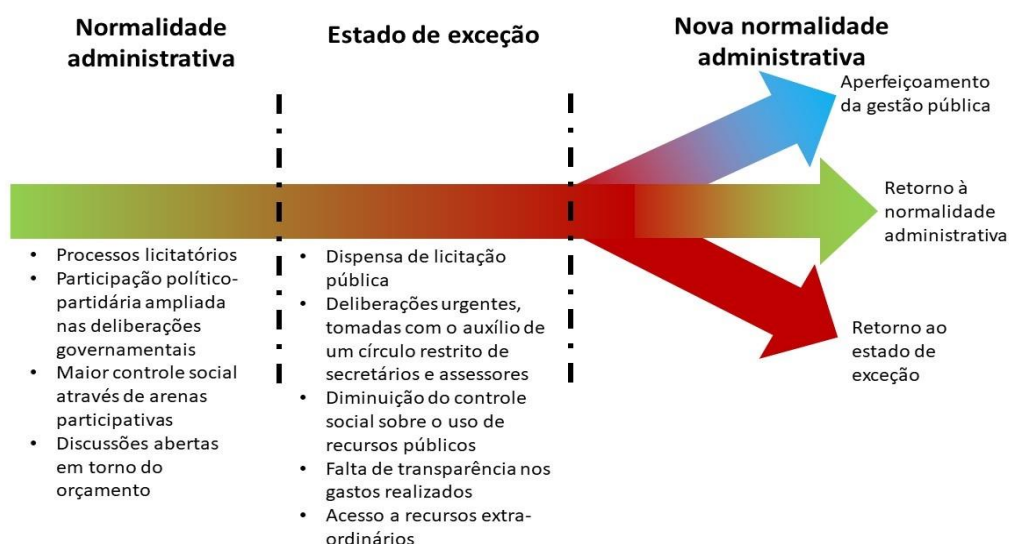 Normalidade
administrativa
Estado de exceção
Nova normalidade
administrativa
Aperfeiçoamento
da gestão pública
Retorno à
normalidade
administrativa
Retorno ao
estado de
exceção
• Processos licitatórios
• Participação político-
partidária ampliada
nas deliberações
governamentais
• Maior controle social
através de arenas
participativas
• Discussões abertas
em torno do
orçamento
• Dispensa de licitação
pública
• Deliberações urgentes,
tomadas com o auxílio de
um círculo restrito de
secretários e assessores
• Diminuição do controle
social sobre o uso de
recursos públicos
• Falta de transparência nos
gastos realizados
• Acesso a recursos extra-
ordinários